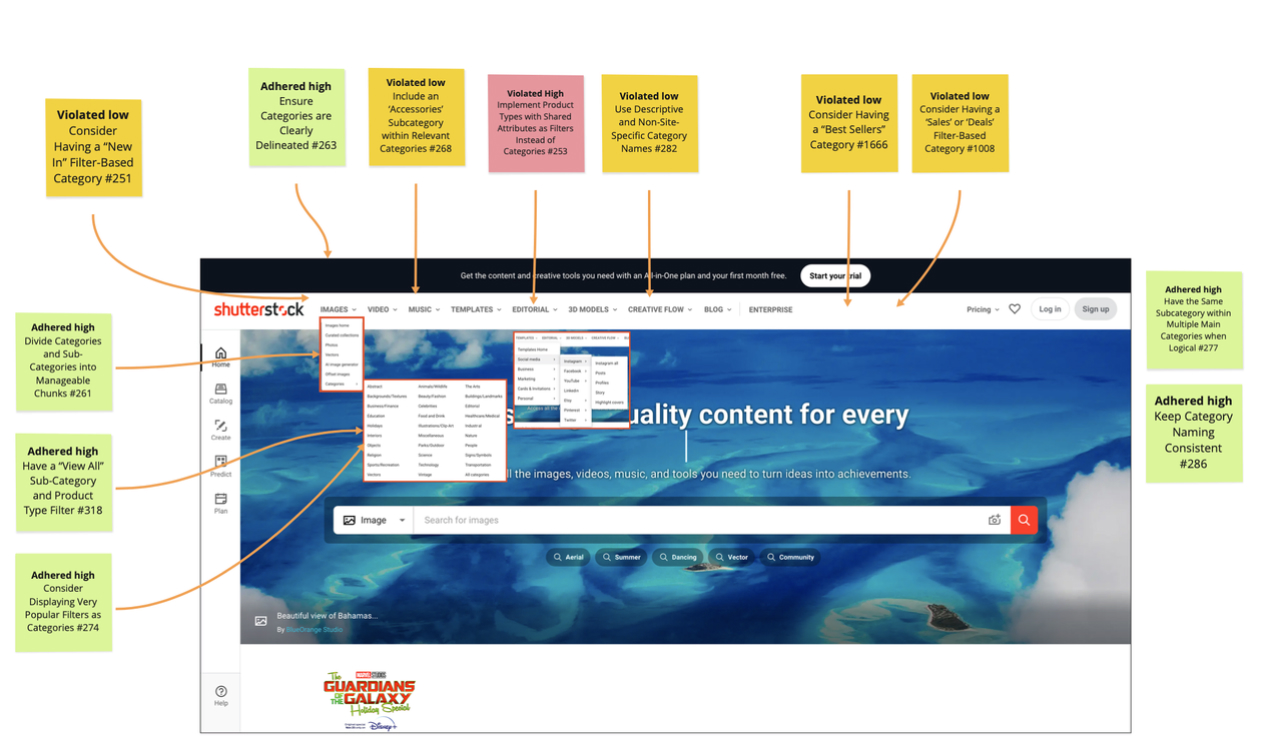 Violated low
Consider
Having a “New
In” Filter-Based
Category #251
Adhered high
Ensure
Categories are
Clearly
Delineated #263
Violated low
Include an
‘Accessories’
Subcategory
within Relevant
Categories #268
Violated High
Implement Product
Types with Shared
Attributes as Filters
Instead of
Categories #253
Violated low
Use Descriptive
and Non-Site-
Specific Category
Names #282
Violated low
Consider Having
a “Best Sellers”
Category #1666
Violated low
Consider Having a
‘Sales’ or ‘Deals’
Filter-Based
Category #1008
Adhered high
Divide Categories
and Sub-
Categories into
Manageable
Chunks #261
Adhered high
Have a “View All”
Sub-Category
and Product
Type Filter #318
Adhered high
Consider
Displaying Very
Popular Filters as
Categories #274
Adhered high
Have the Same
Subcategory within
Multiple Main
Categories when
Logical #277
Adhered high
Keep Category
Naming
Consistent
#286
Get the content and creative tools you need with an All-in-One plan and your first month free. Start your trial
shutterstock IMAGES VIDEO MUSIC TEMPLATES EDITORIAL 3D MODELS CREATIVE FLOW BLOG ENTERPRISE Pricing Log in Sign up
Home
Catalog
Create
Predict
Plan
Help
Images home
Curated collections
Photos
Vectors
AI image generator
Offset images
Categories
Abstract Animals/Wildlife The Arts
Backgrounds/Textures Beauty/Fashion Buildings/Landmarks
Business/Finance Celebrities Editorial
Education Food and Drink Healthcare/Medical
Holidays Illustrations/Clip-Art Industrial
Interiors Miscellaneous Nature
Objects Parks/Outdoor People
Religion Science Signs/Symbols
Sports/Recreation Technology Transportation
Vectors Vintage All categories
TEMPLATES EDITORIAL 3D MODELS CREATIVE FLOW
Templates Home
Social media
Business
Marketing
Cards & Invitations
Personal
Instagram
Facebook
YouTube
LinkedIn
Etsy
Pinterest
Twitter
Instagram all
Posts
Profiles
Story
Highlight covers
uality content for every
ll the images, videos, music, and tools you need to turn ideas into achievements.
Image Search for images
Aerial Summer Dancing Vector Community
Beautiful view of Bahamas...
By BlueOrange Studio
MARVEL STUDIOS
The
GUARDIANS
OF THE GALAXY
Holiday Special
Disney+